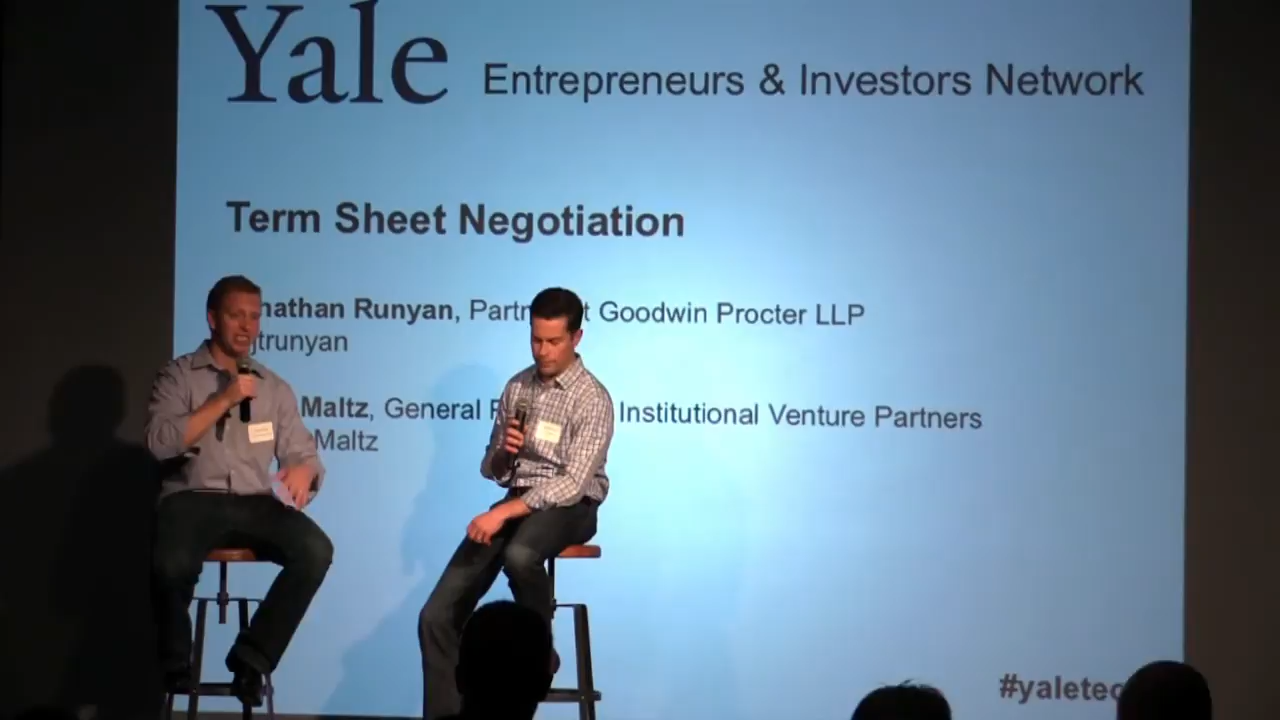 Yale Entrepreneurs & Investors Network
Term Sheet Negotiation
nathan Runyan, Partn t Goodwin Procter LLP
jtrunyan
Maltz, General P Institutional Venture Partners
Maltz
#yaletec